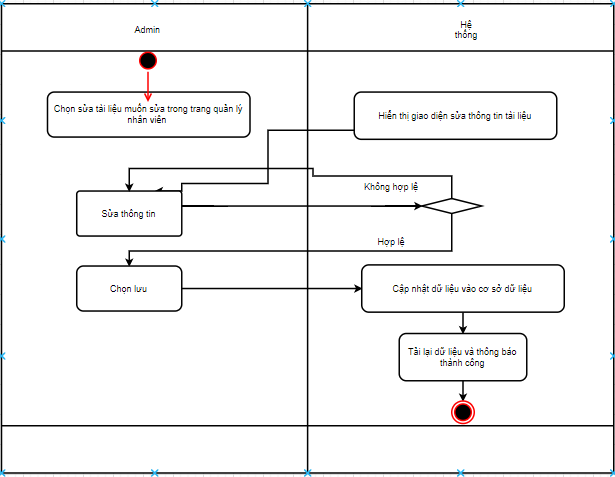 Admin
Hệ
thống
Chọn sửa tài liệu muốn sửa trong trang quản lý
nhân viên
Hiển thị giao diện sửa thông tin tài liệu
Không hợp lệ
Sửa thông tin
Hợp lệ
Chọn lưu
Cập nhật dữ liệu vào cơ sở dữ liệu
Tải lại dữ liệu và thông báo
thành công